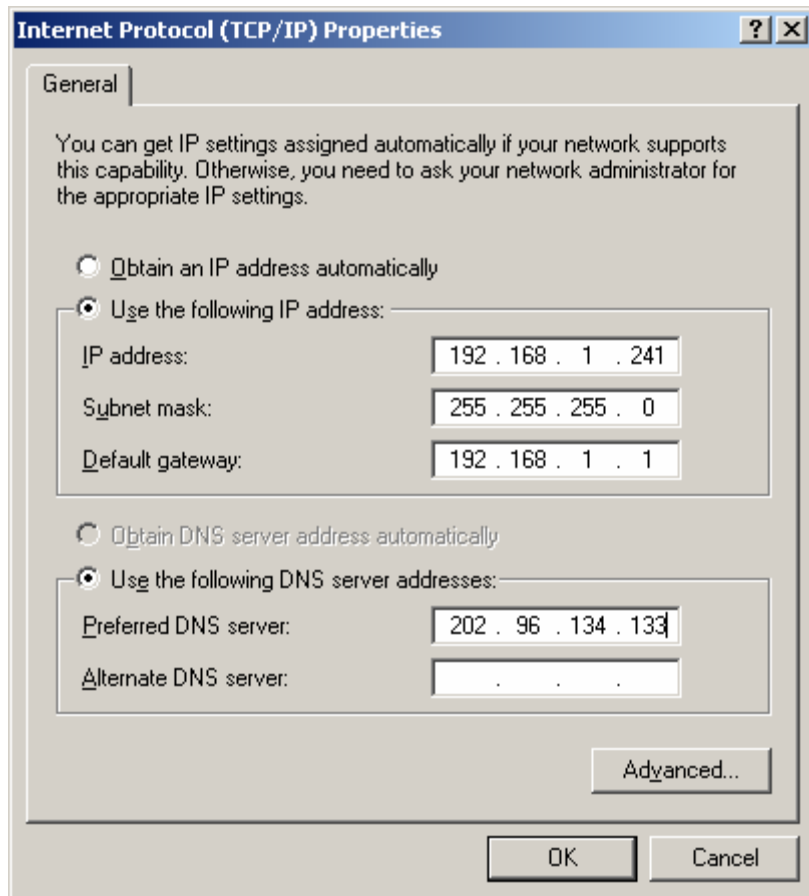 Internet Protocol (TCP/IP) Properties
General
You can get IP settings assigned automatically if your network supports
this capability. Otherwise, you need to ask your network administrator for
the appropriate IP settings.
Obtain an IP address automatically
Use the following IP address:
IP address: 192 . 168 . 1 . 241
Subnet mask: 255 . 255 . 255 . 0
Default gateway: 192 . 168 . 1 . 1
Obtain DNS server address automatically
Use the following DNS server addresses:
Preferred DNS server: 202 . 96 . 134 . 133
Alternate DNS server: . . .
Advanced...
OK Cancel